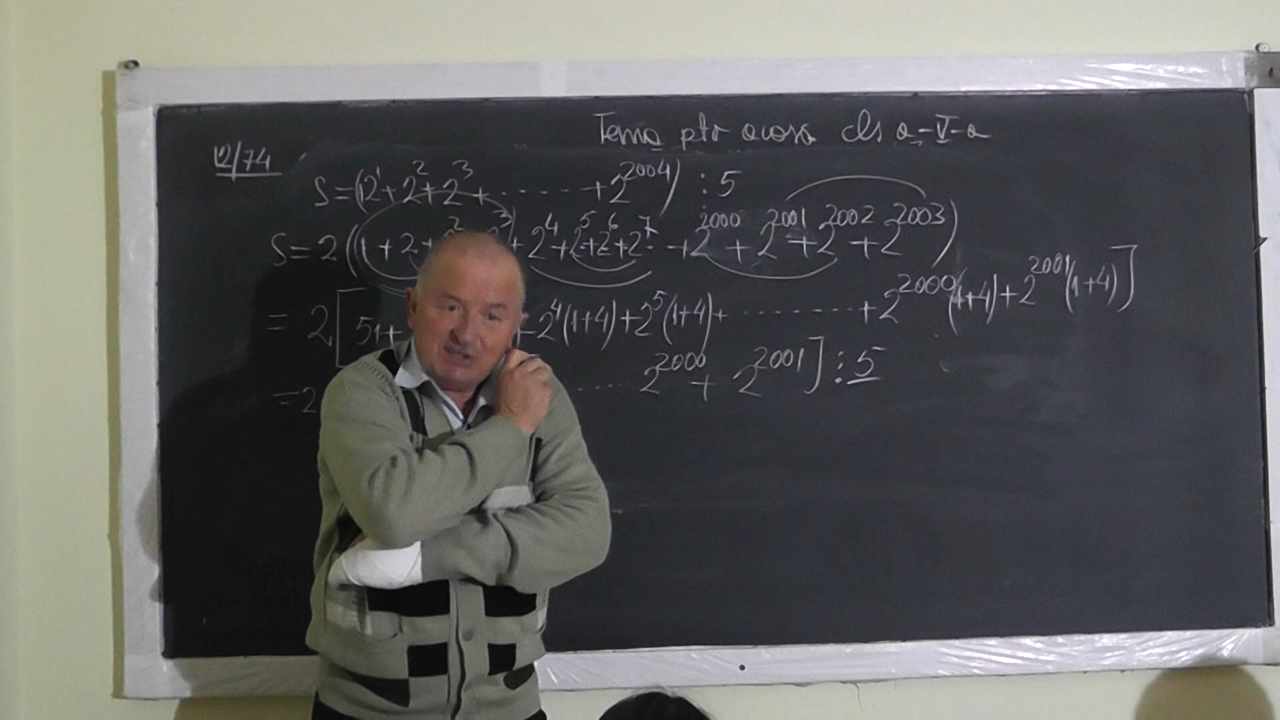 Tema ptr acasa cls a-V-a
12/74
S=(2¹+2²+2³+.......+2²⁰⁰⁴) :5
S=2(1+2+2²+2³+2⁴+2⁵+2⁶+2⁷..+2²⁰⁰⁰+2²⁰⁰¹+2²⁰⁰²+2²⁰⁰³)
=2[51+ 2⁴(1+4)+2⁵(1+4)+........+2²⁰⁰⁰(1+4)+2²⁰⁰¹(1+4)]
=2 .....2²⁰⁰⁰+2²⁰⁰¹]:5